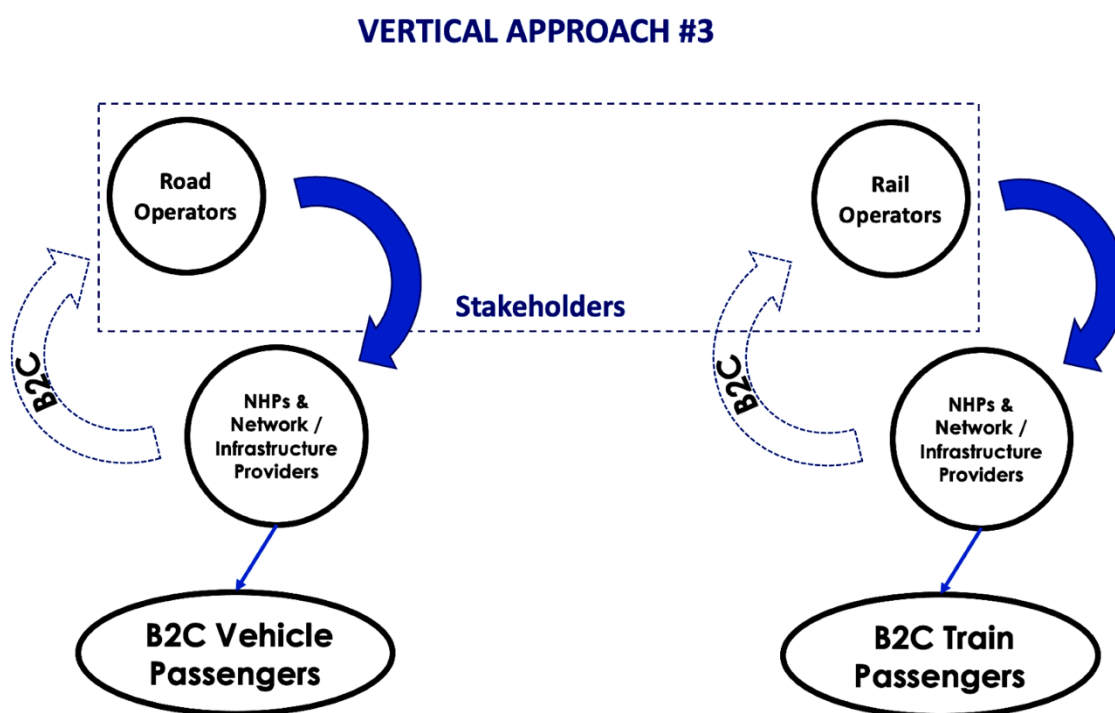 VERTICAL APPROACH #3
Road
Operators
Rail
Operators
Stakeholders
B2C
B2C
NHPs &
Network /
Infrastructure
Providers
NHPs &
Network /
Infrastructure
Providers
B2C Vehicle
Passengers
B2C Train
Passengers